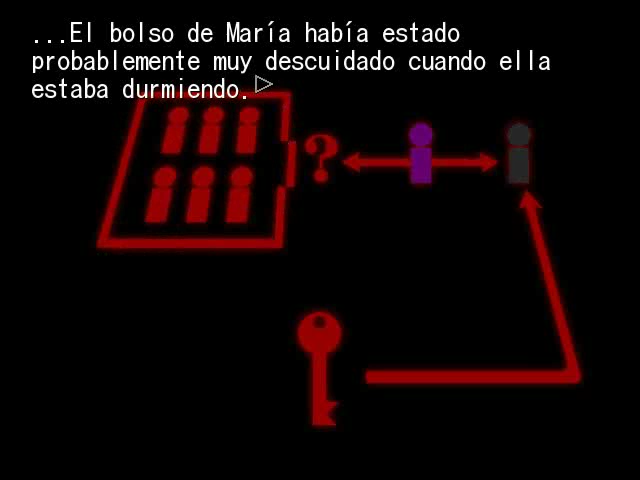 ...El bolso de María había estado
probablemente muy descuidado cuando ella
estaba durmiendo.
?